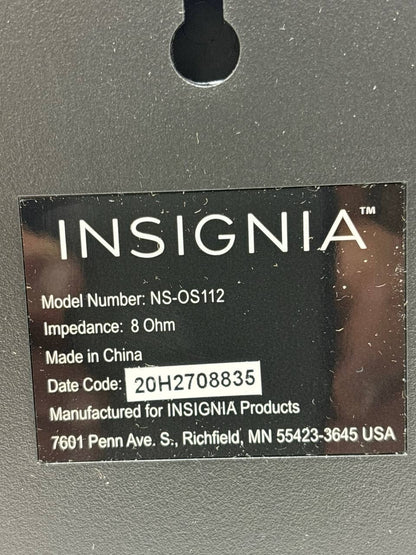 INSIGNIA™
Model Number: NS-OS112
Impedance: 8 Ohm
Made in China
Date Code: 20H2708835
Manufactured for INSIGNIA Products
7601 Penn Ave. S., Richfield, MN 55423-3645 USA